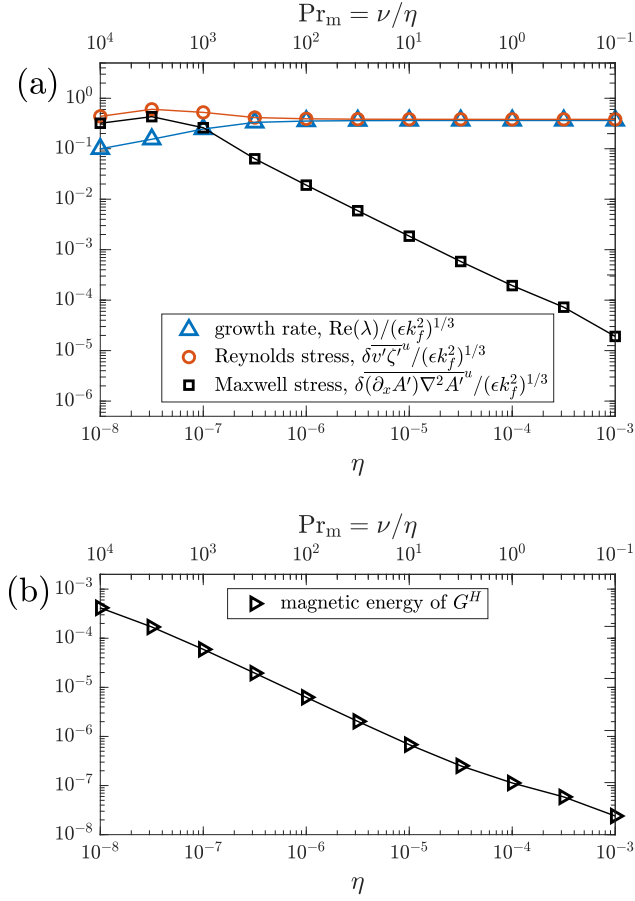 Pr_m = ν/η
10^4 10^3 10^2 10^1 10^0 10^-1
(a)
10^0
10^-1
10^-2
10^-3
10^-4
10^-5
10^-6
growth rate, Re(λ)/(ϵk_f^2)^1/3
Reynolds stress, δ\overline{v′ζ′}^u/(ϵk_f^2)^1/3
Maxwell stress, δ\overline{(∂_xA′)∇^2A′}^u/(ϵk_f^2)^1/3
10^-8 10^-7 10^-6 10^-5 10^-4 10^-3
η
Pr_m = ν/η
10^4 10^3 10^2 10^1 10^0 10^-1
(b)
10^-3
10^-4
10^-5
10^-6
10^-7
10^-8
magnetic energy of G^H
10^-8 10^-7 10^-6 10^-5 10^-4 10^-3
η